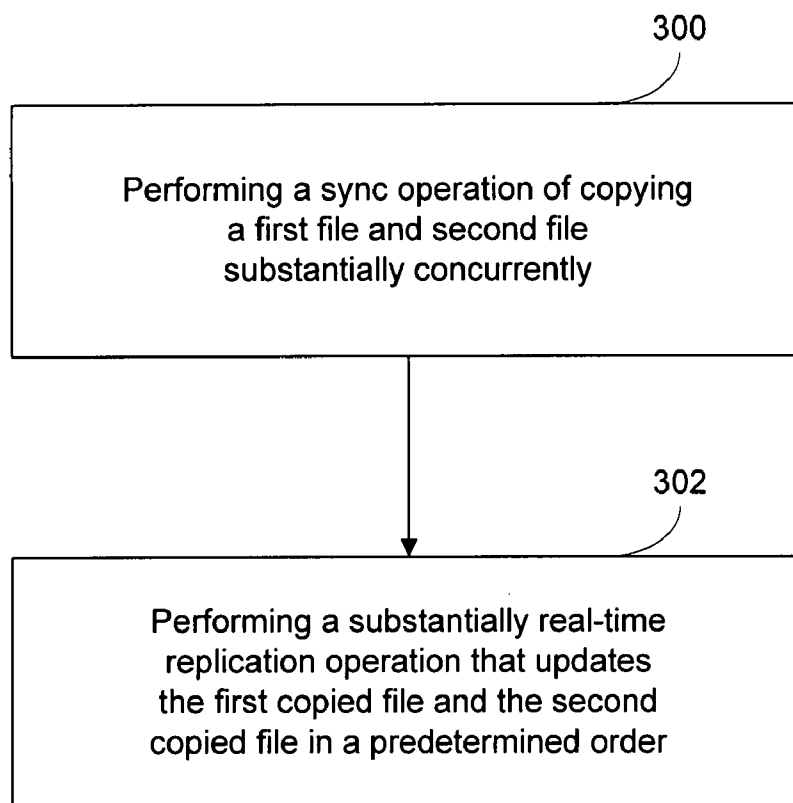 300
Performing a sync operation of copying
a first file and second file
substantially concurrently
302
Performing a substantially real-time
replication operation that updates
the first copied file and the second
copied file in a predetermined order